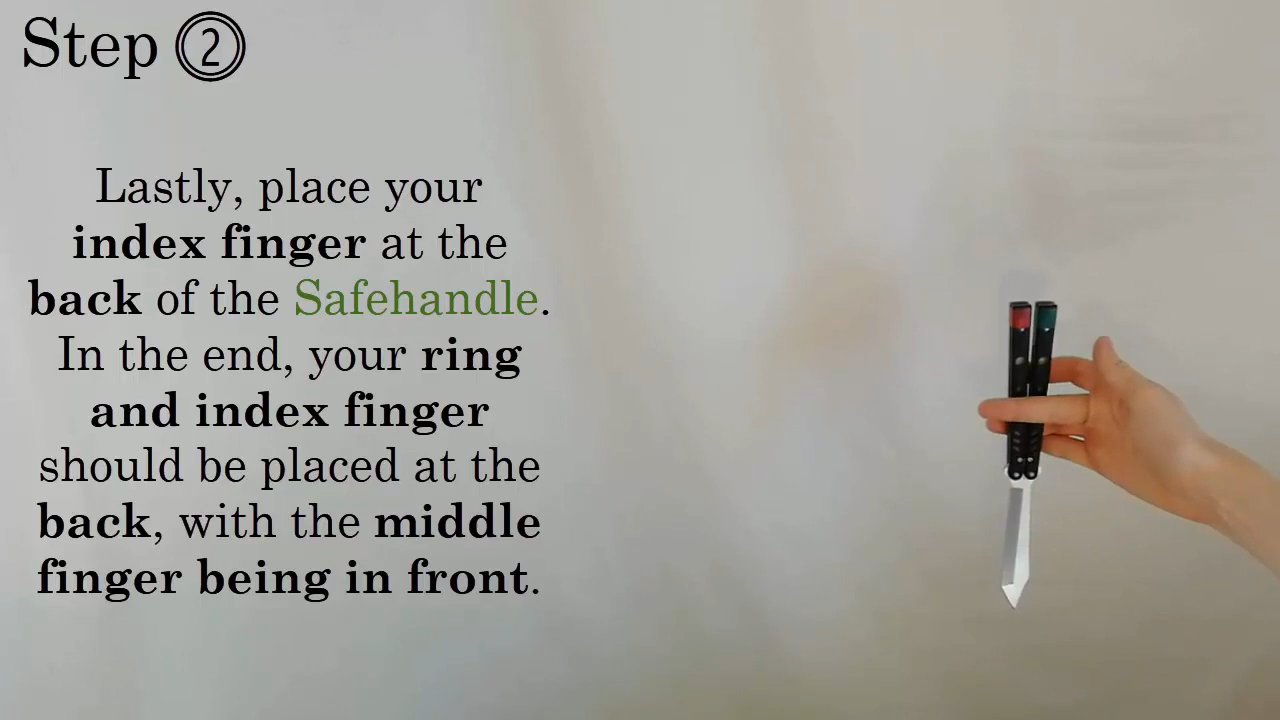 Step ②
Lastly, place your
index finger at the
back of the Safehandle.
In the end, your ring
and index finger
should be placed at the
back, with the middle
finger being in front.